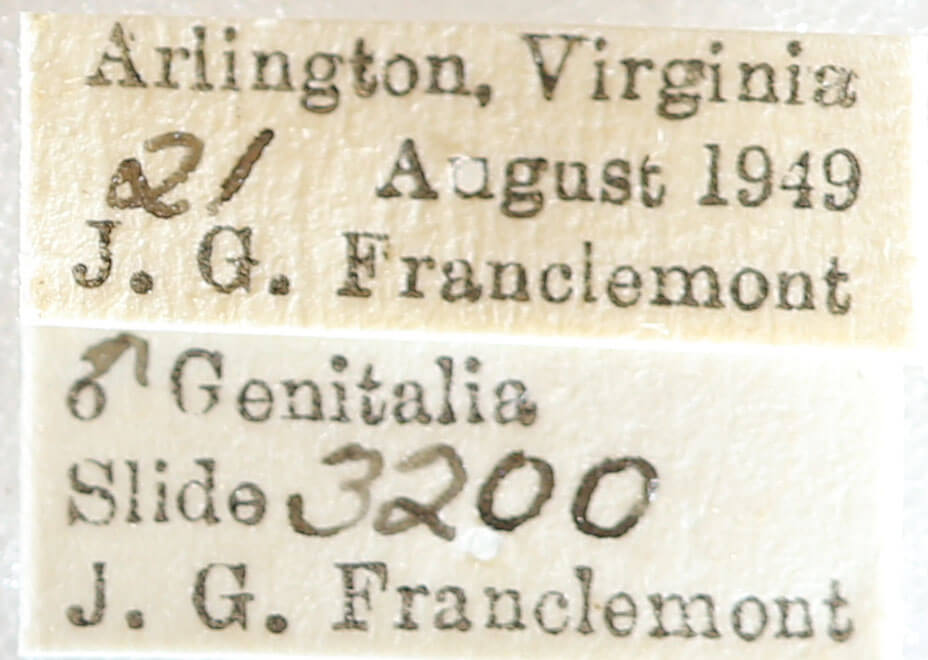 Arlington, Virginia
21 August 1949
J. G. Franclemont
♂ Genitalia
Slide 3200
J. G. Franclemont